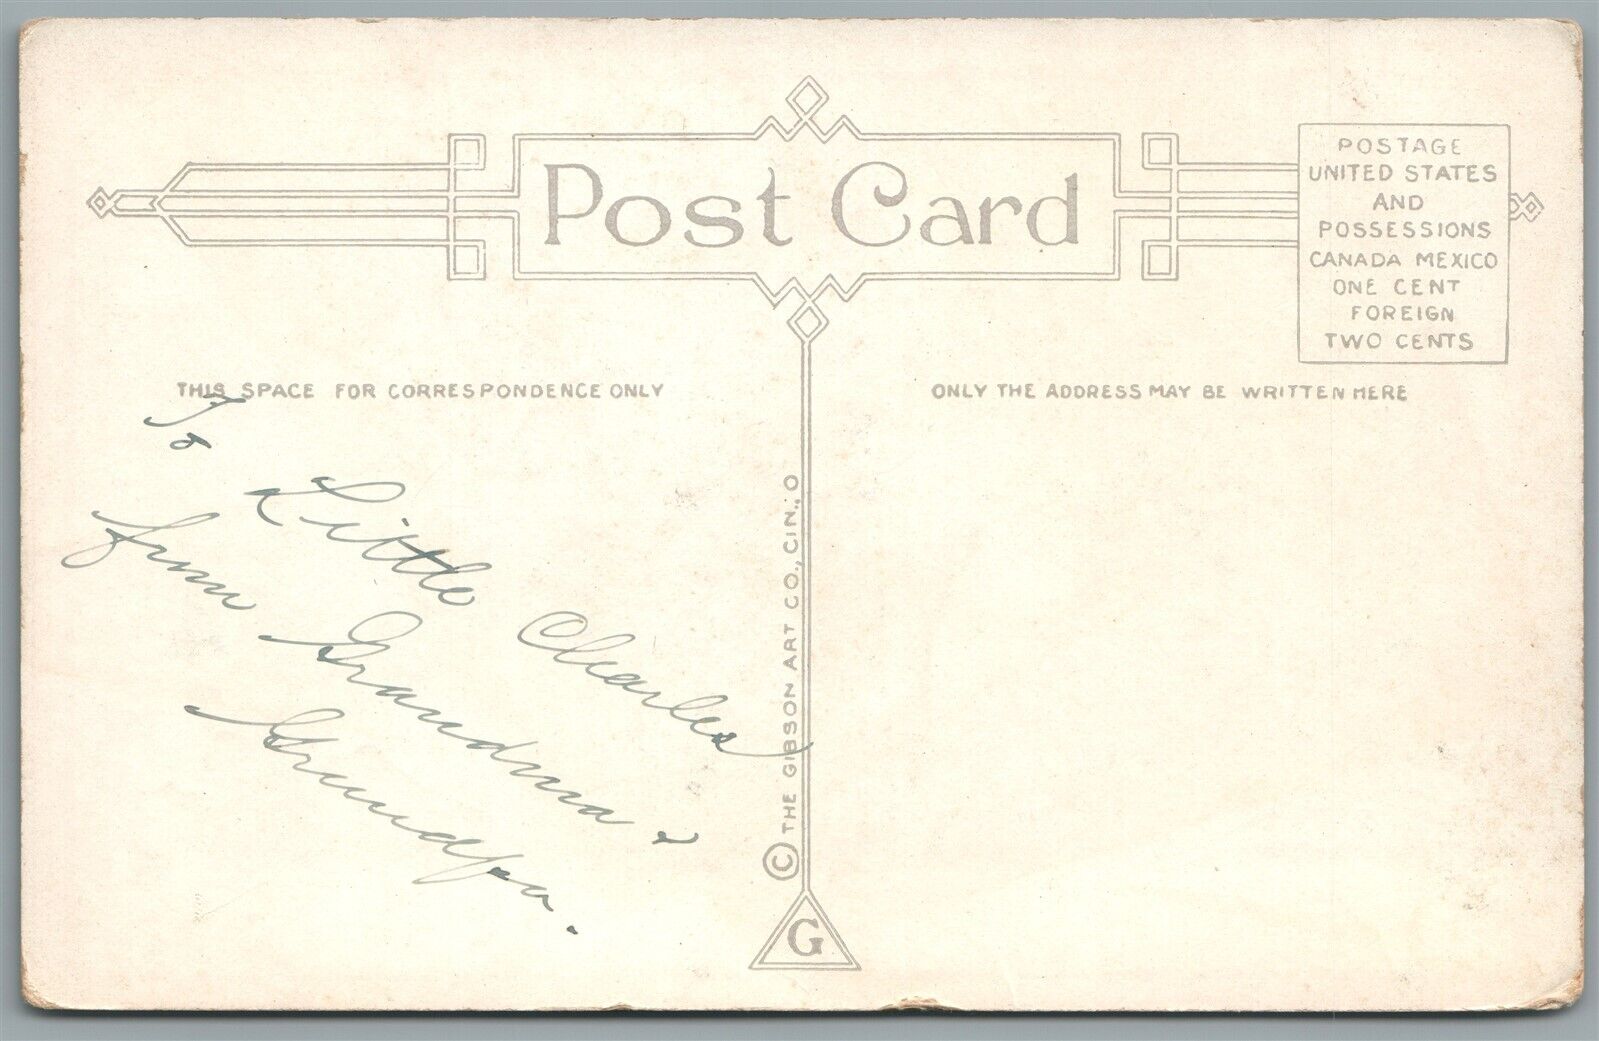 Post Card
POSTAGE
UNITED STATES
AND
POSSESSIONS
CANADA MEXICO
ONE CENT
FOREIGN
TWO CENTS
THIS SPACE FOR CORRESPONDENCE ONLY
To
Little Charles
from Grandma &
Grandpa.
© THE GIBSON ART CO., CIN., O
G
ONLY THE ADDRESS MAY BE WRITTEN HERE